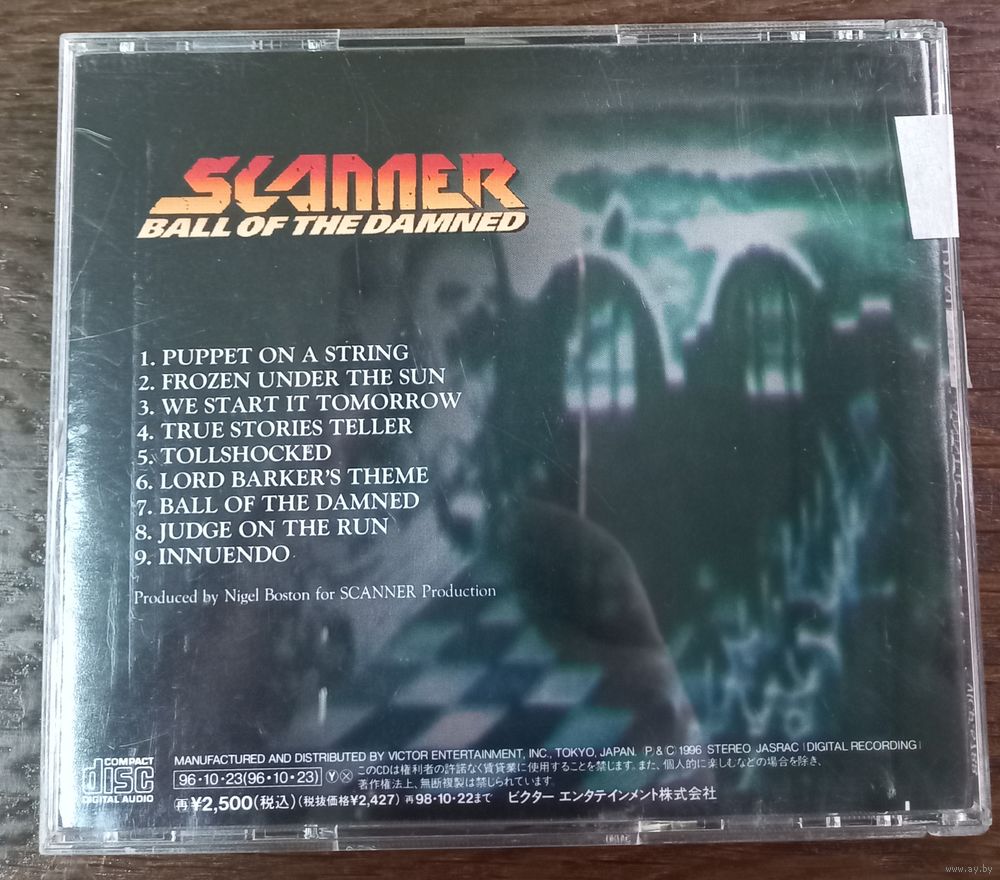 SCANNER
BALL OF THE DAMNED
1. PUPPET ON A STRING
2. FROZEN UNDER THE SUN
3. WE START IT TOMORROW
4. TRUE STORIES TELLER
5. TOLLSHOCKED
6. LORD BARKER'S THEME
7. BALL OF THE DAMNED
8. JUDGE ON THE RUN
9. INNUENDO
Produced by Nigel Boston for SCANNER Production
MANUFACTURED AND DISTRIBUTED BY VICTOR ENTERTAINMENT, INC., TOKYO, JAPAN. (P & C) 1996 STEREO JASRAC (DIGITAL RECORDING)
COMPACT
disc
DIGITAL AUDIO
96・10・23(96・10・23) Ⓨ Ⓧ このCDは権利者の許諾なく賃貸業に使用することを禁じます。また、個人的に楽しむなどの場合を除き、
著作権法上、無断複製は禁じられています。
再¥2,500(税込)(税抜価格¥2,427) 再98・10・22まで ビクター エンタテインメント株式会社
www.ay.by